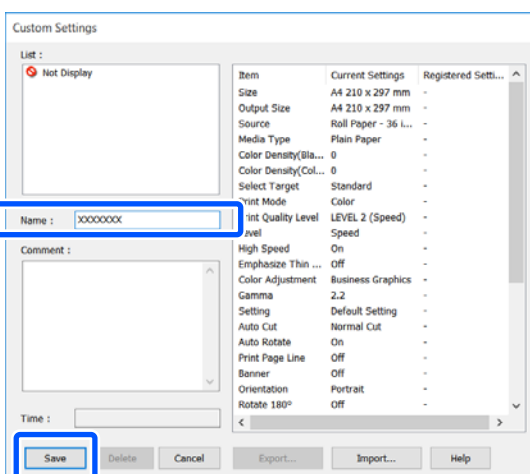 Custom Settings
List :
Not Display
Item Current Settings Registered Setti...
Size A4 210 x 297 mm -
Output Size A4 210 x 297 mm -
Source Roll Paper - 36 i... -
Media Type Plain Paper -
Color Density(Bla... 0 -
Color Density(Col... 0 -
Select Target Standard -
Print Mode Color -
Name : XXXXXXX
Print Quality Level LEVEL 2 (Speed) -
Level Speed -
Comment :
High Speed On -
Emphasize Thin ... Off -
Color Adjustment Business Graphics -
Gamma 2.2 -
Setting Default Setting -
Auto Cut Normal Cut -
Auto Rotate On -
Print Page Line Off -
Banner Off -
Orientation Portrait -
Rotate 180° Off -
Time :
Save Delete Cancel Export... Import... Help